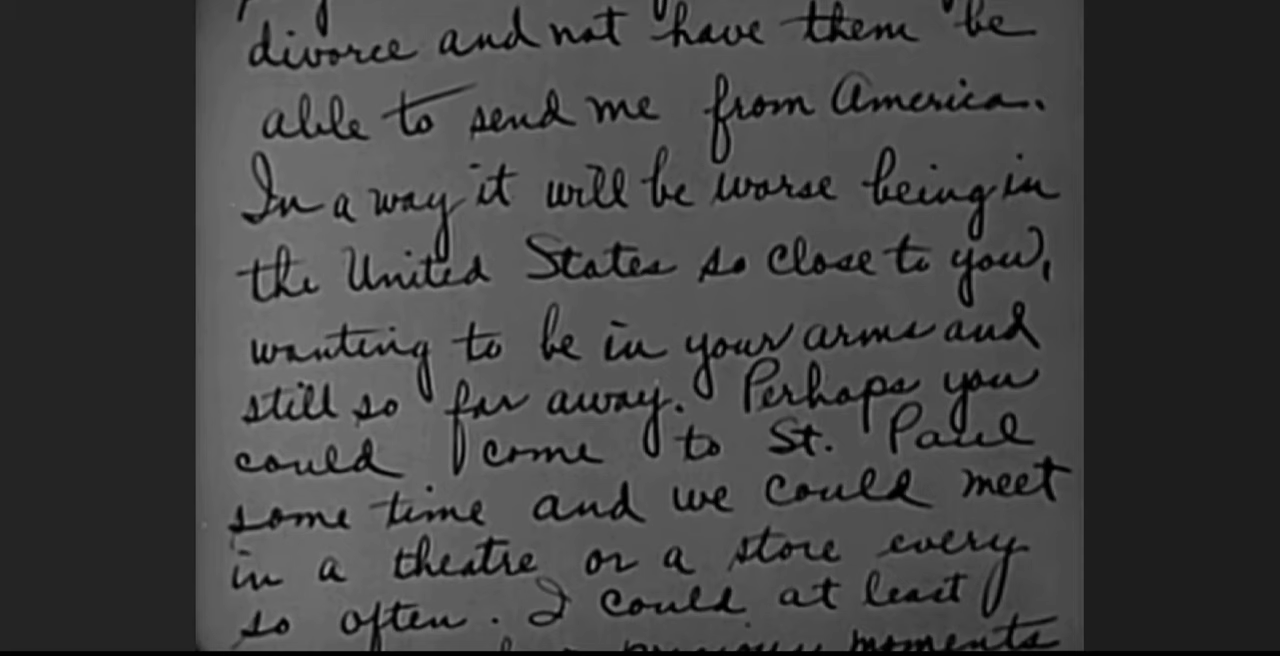 divorce and not have them be
able to send me from America.
In a way it will be worse being in
the United States so close to you,
wanting to be in your arms and
still so far away. Perhaps you
could come to St. Paul
some time and we could meet
in a theatre or a store every
so often. I could at least
precious moments